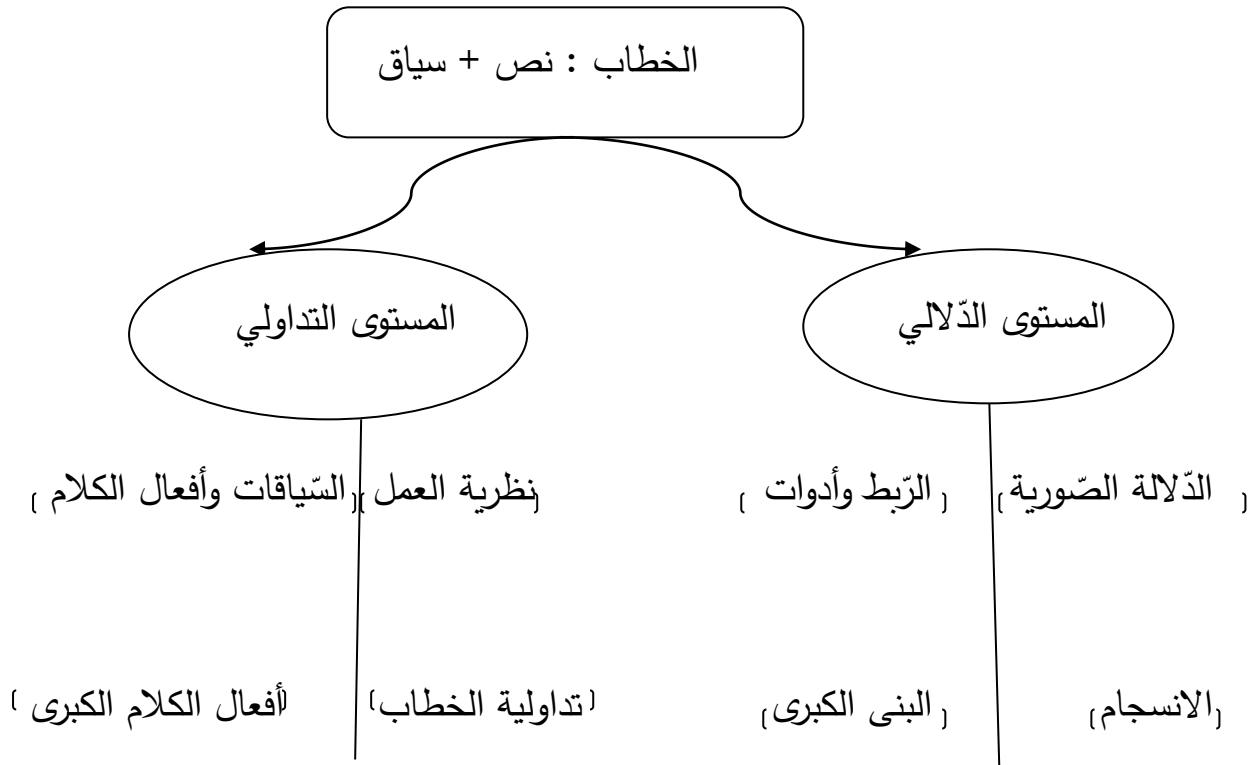 الخطاب : نص + سياق
المستوى الدّلالي
المستوى التداولي
الدّلالة الصّورية
الرّبط وأدوات
نظرية العمل
السّياقات وأفعال الكلام
الانسجام
البنى الكبرى
تداولية الخطاب
أفعال الكلام الكبرى